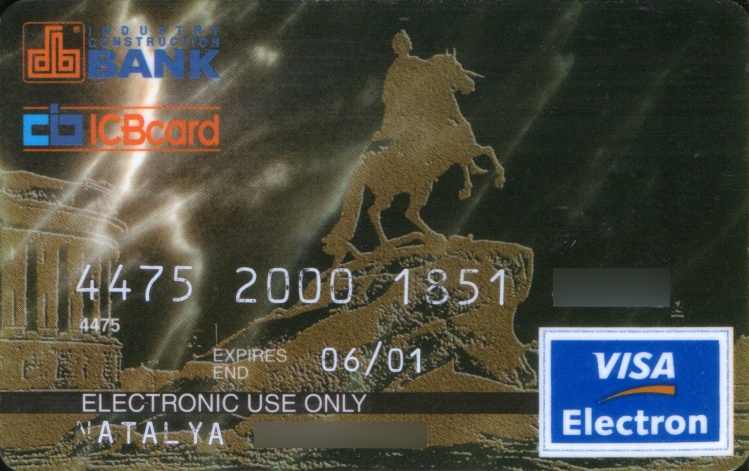 INDUSTRY
CONSTRUCTION
BANK
ICBcard
4475 2000 1851
4475
EXPIRES
END
06/01
ELECTRONIC USE ONLY
NATALYA
VISA
Electron